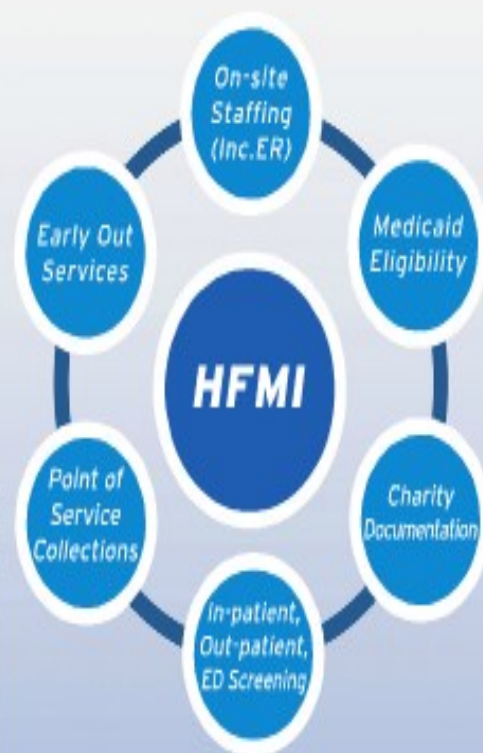 On-site
Staffing
(Inc.ER)
Early Out
Services
Medicaid
Eligibility
HFMI
Point of
Service
Collections
Charity
Documentation
In-patient,
Out-patient,
ED Screening